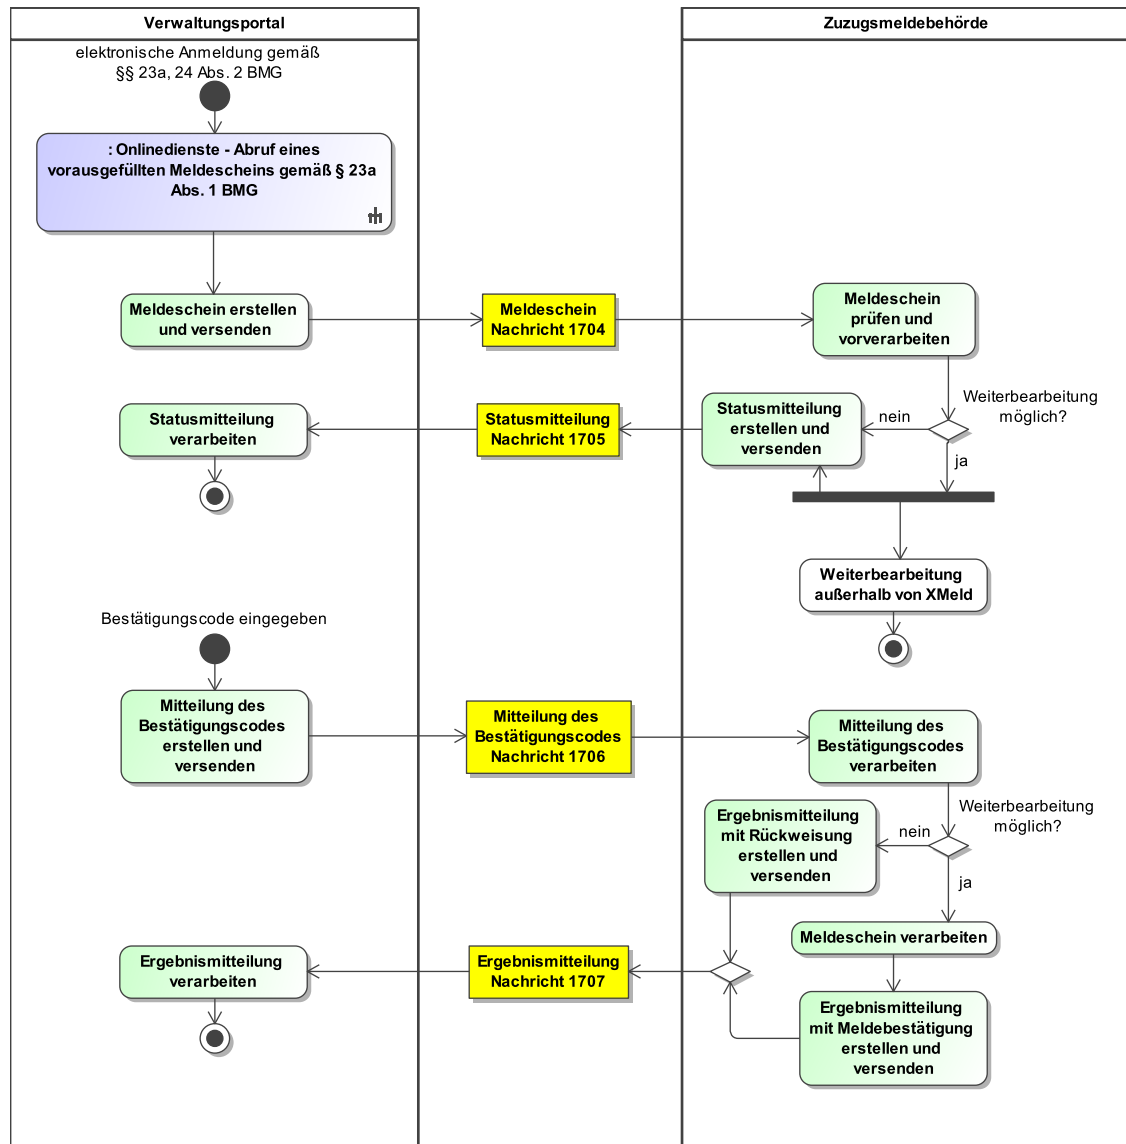 Verwaltungsportal
Zuzugsmeldebehörde
elektronische Anmeldung gemäß
§§ 23a, 24 Abs. 2 BMG
: Onlinedienste - Abruf eines
vorausgefüllten Meldescheins gemäß § 23a
Abs. 1 BMG
Meldeschein erstellen
und versenden
Meldeschein
Nachricht 1704
Meldeschein
prüfen und
vorverarbeiten
Weiterbearbeitung
möglich?
nein
ja
Statusmitteilung
erstellen und
versenden
Statusmitteilung
Nachricht 1705
Statusmitteilung
verarbeiten
Weiterbearbeitung
außerhalb von XMeld
Bestätigungscode eingegeben
Mitteilung des
Bestätigungscodes
erstellen und
versenden
Mitteilung des
Bestätigungscodes
Nachricht 1706
Mitteilung des
Bestätigungscodes
verarbeiten
Weiterbearbeitung
möglich?
nein
ja
Ergebnismitteilung
mit Rückweisung
erstellen und
versenden
Meldeschein verarbeiten
Ergebnismitteilung
mit Meldebestätigung
erstellen und
versenden
Ergebnismitteilung
Nachricht 1707
Ergebnismitteilung
verarbeiten